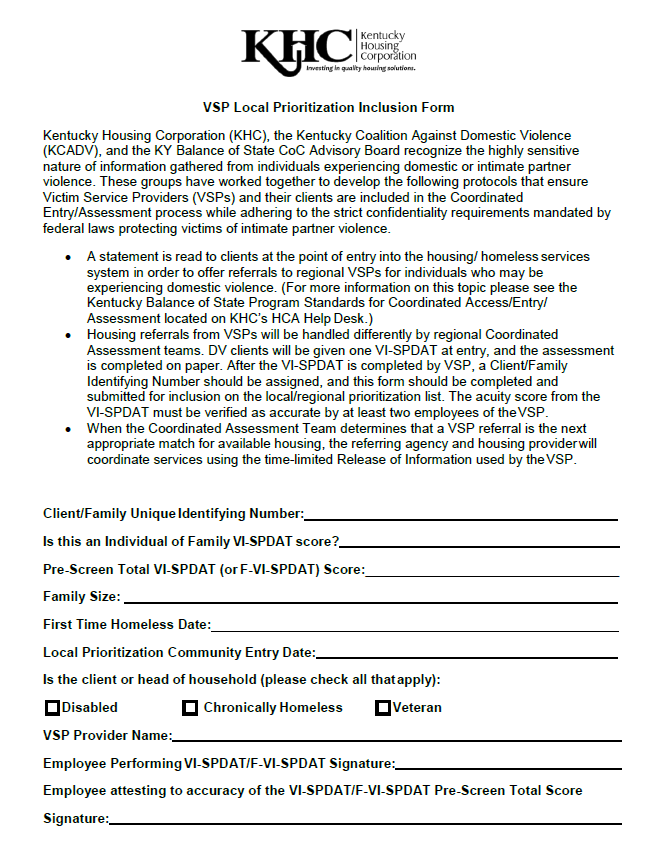 KHC
Kentucky
Housing
Corporation
Investing in quality housing solutions.
VSP Local Prioritization Inclusion Form
Kentucky Housing Corporation (KHC), the Kentucky Coalition Against Domestic Violence
(KCADV), and the KY Balance of State CoC Advisory Board recognize the highly sensitive
nature of information gathered from individuals experiencing domestic or intimate partner
violence. These groups have worked together to develop the following protocols that ensure
Victim Service Providers (VSPs) and their clients are included in the Coordinated
Entry/Assessment process while adhering to the strict confidentiality requirements mandated by
federal laws protecting victims of intimate partner violence.
• A statement is read to clients at the point of entry into the housing/ homeless services
system in order to offer referrals to regional VSPs for individuals who may be
experiencing domestic violence. (For more information on this topic please see the
Kentucky Balance of State Program Standards for Coordinated Access/Entry/
Assessment located on KHC's HCA Help Desk.)
• Housing referrals from VSPs will be handled differently by regional Coordinated
Assessment teams. DV clients will be given one VI-SPDAT at entry, and the assessment
is completed on paper. After the VI-SPDAT is completed by VSP, a Client/Family
Identifying Number should be assigned, and this form should be completed and
submitted for inclusion on the local/regional prioritization list. The acuity score from the
VI-SPDAT must be verified as accurate by at least two employees of the VSP.
• When the Coordinated Assessment Team determines that a VSP referral is the next
appropriate match for available housing, the referring agency and housing provider will
coordinate services using the time-limited Release of Information used by the VSP.
Client/Family Unique Identifying Number:
Is this an Individual of Family VI-SPDAT score?
Pre-Screen Total VI-SPDAT (or F-VI-SPDAT) Score:
Family Size:
First Time Homeless Date:
Local Prioritization Community Entry Date:
Is the client or head of household (please check all that apply):
Disabled Chronically Homeless Veteran
VSP Provider Name:
Employee Performing VI-SPDAT/F-VI-SPDAT Signature:
Employee attesting to accuracy of the VI-SPDAT/F-VI-SPDAT Pre-Screen Total Score
Signature: